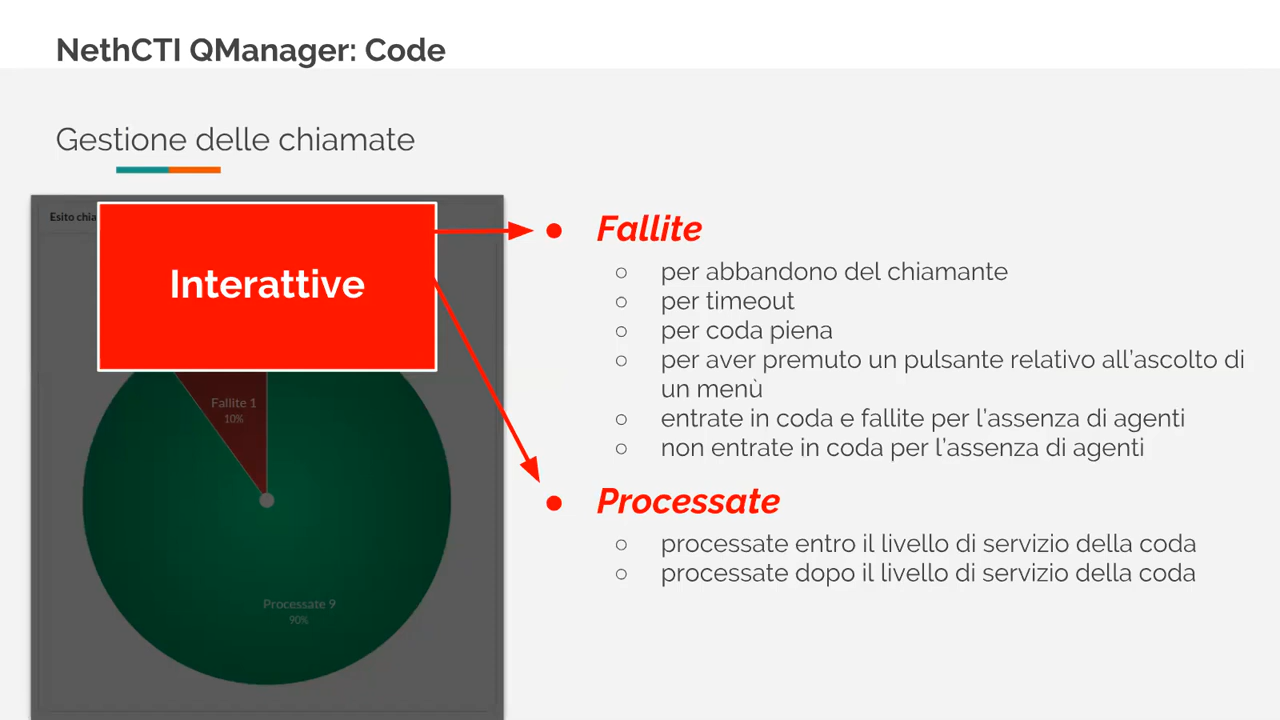 NethCTI QManager: Code
Gestione delle chiamate
Esito chia
Interattive
Fallite 1
10%
Processate 9
90%
● Fallite
○ per abbandono del chiamante
○ per timeout
○ per coda piena
○ per aver premuto un pulsante relativo all'ascolto di
un menù
○ entrate in coda e fallite per l'assenza di agenti
○ non entrate in coda per l'assenza di agenti
● Processate
○ processate entro il livello di servizio della coda
○ processate dopo il livello di servizio della coda